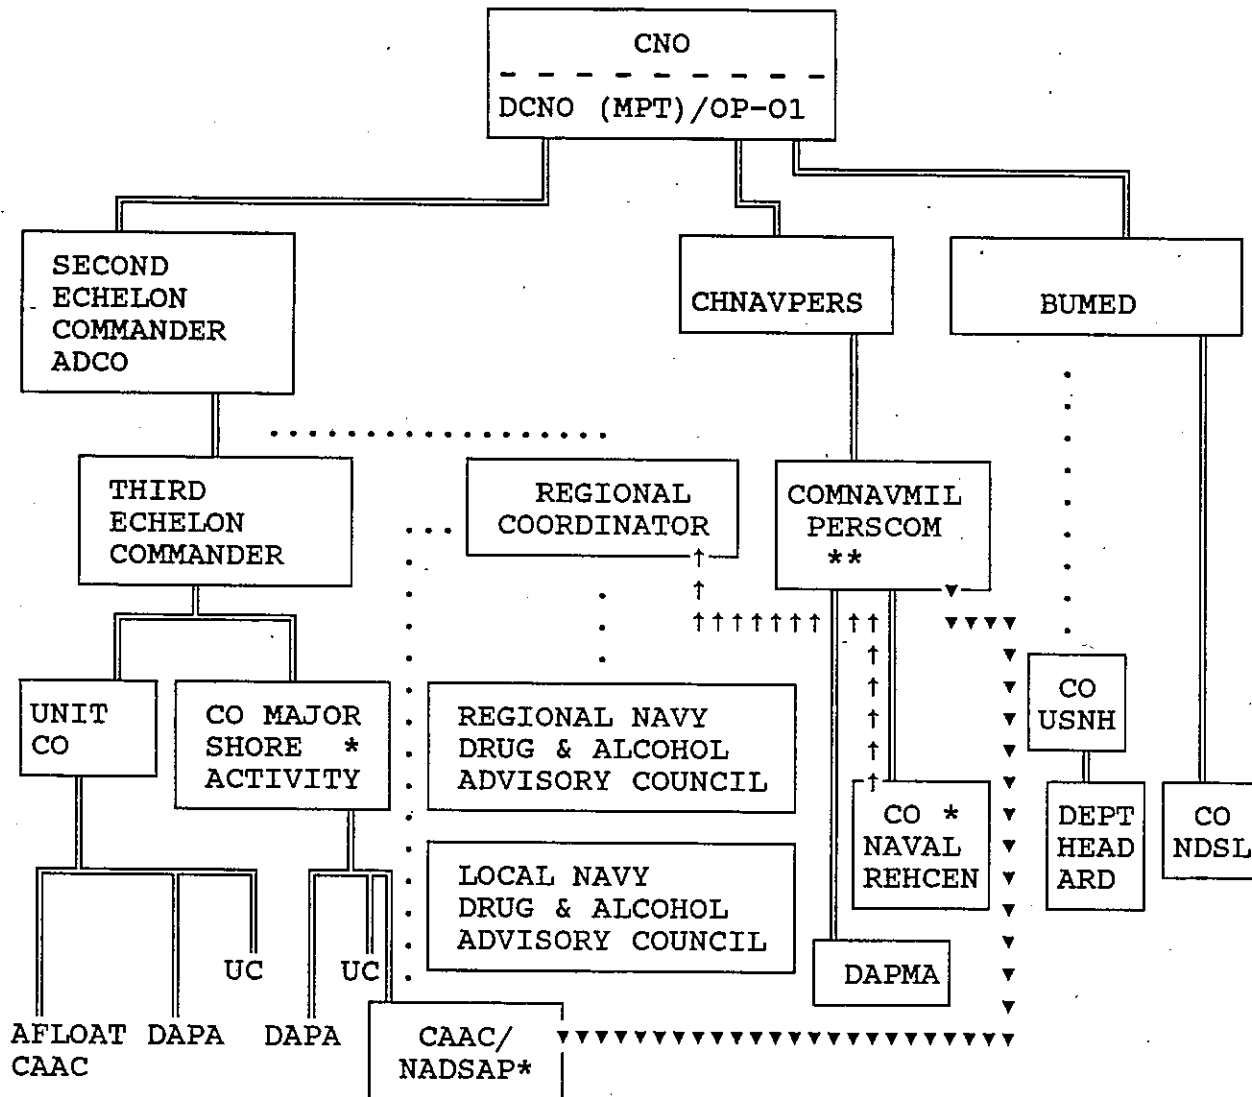 CNO
DCNO (MPT)/OP-01
SECOND
ECHELON
COMMANDER
ADCO
CHNAVPERS
BUMED
THIRD
ECHELON
COMMANDER
REGIONAL
COORDINATOR
COMNAVMIL
PERSCOM
**
UNIT
CO
CO MAJOR
SHORE *
ACTIVITY
REGIONAL NAVY
DRUG & ALCOHOL
ADVISORY COUNCIL
CO
USNH
CO *
NAVAL
REHCEN
DEPT
HEAD
ARD
CO
NDSL
LOCAL NAVY
DRUG & ALCOHOL
ADVISORY COUNCIL
UC
UC
DAPMA
AFLOAT
CAAC
DAPA
DAPA
CAAC/
NADSAP*